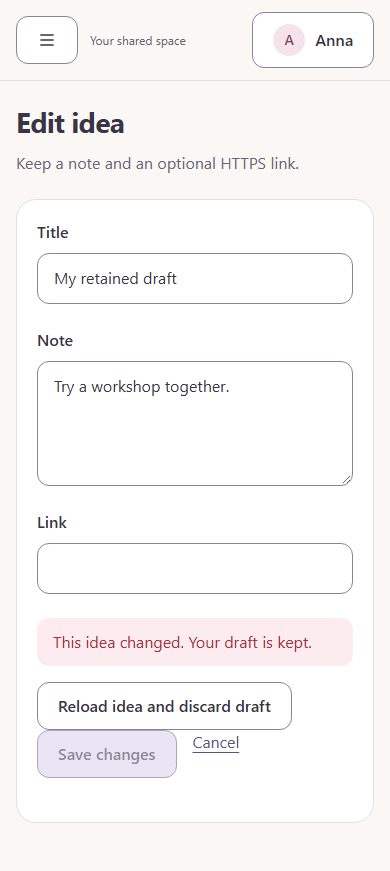 Your shared space
A Anna
Edit idea
Keep a note and an optional HTTPS link.
Title
My retained draft
Note
Try a workshop together.
Link
This idea changed. Your draft is kept.
Reload idea and discard draft
Save changes Cancel